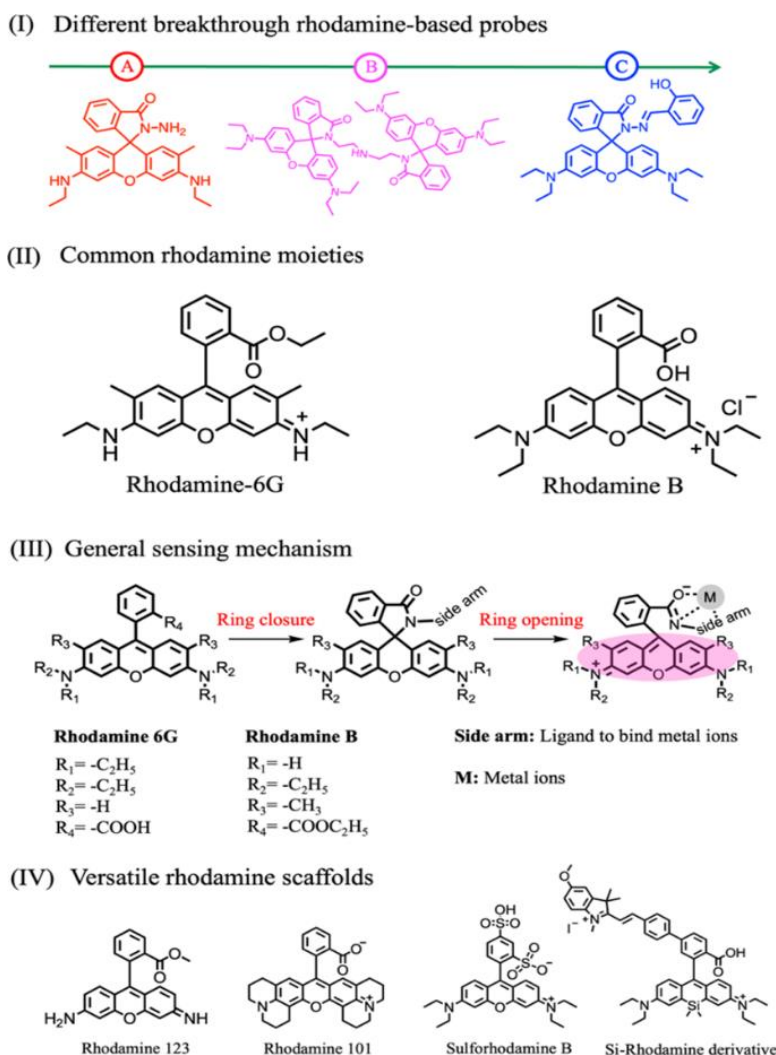 (I) Different breakthrough rhodamine-based probes
A B C
O
N-NH₂
HN O NH
N O N
O N
N O
N HN N
O
HO
O
N-N
N O N
(II) Common rhodamine moieties
O
O
N H O N H +
Rhodamine-6G
O
OH
Cl⁻
N O N +
Rhodamine B
(III) General sensing mechanism
R₄
R₃ R₃
R₂ N O N R₂
R₁ R₁
Ring closure
O
N side arm
R₃ R₃
R₁ N O N R₁
R₂ R₂
Ring opening
O⁻ M
N side arm
R₃ R₃
R₁ N + O N R₁
R₂ R₂
Rhodamine 6G
R₁= -C₂H₅
R₂= -C₂H₅
R₃= -H
R₄= -COOH
Rhodamine B
R₁= -H
R₂= -C₂H₅
R₃= -CH₃
R₄= -COOC₂H₅
Side arm: Ligand to bind metal ions
M: Metal ions
(IV) Versatile rhodamine scaffolds
O
O
H₂N O NH
Rhodamine 123
O⁻
O
N O N +
Rhodamine 101
OH
O=S=O
O
S
O O⁻
N O N +
Sulforhodamine B
O
I⁻ N +
OH
O
N Si N +
Si-Rhodamine derivative